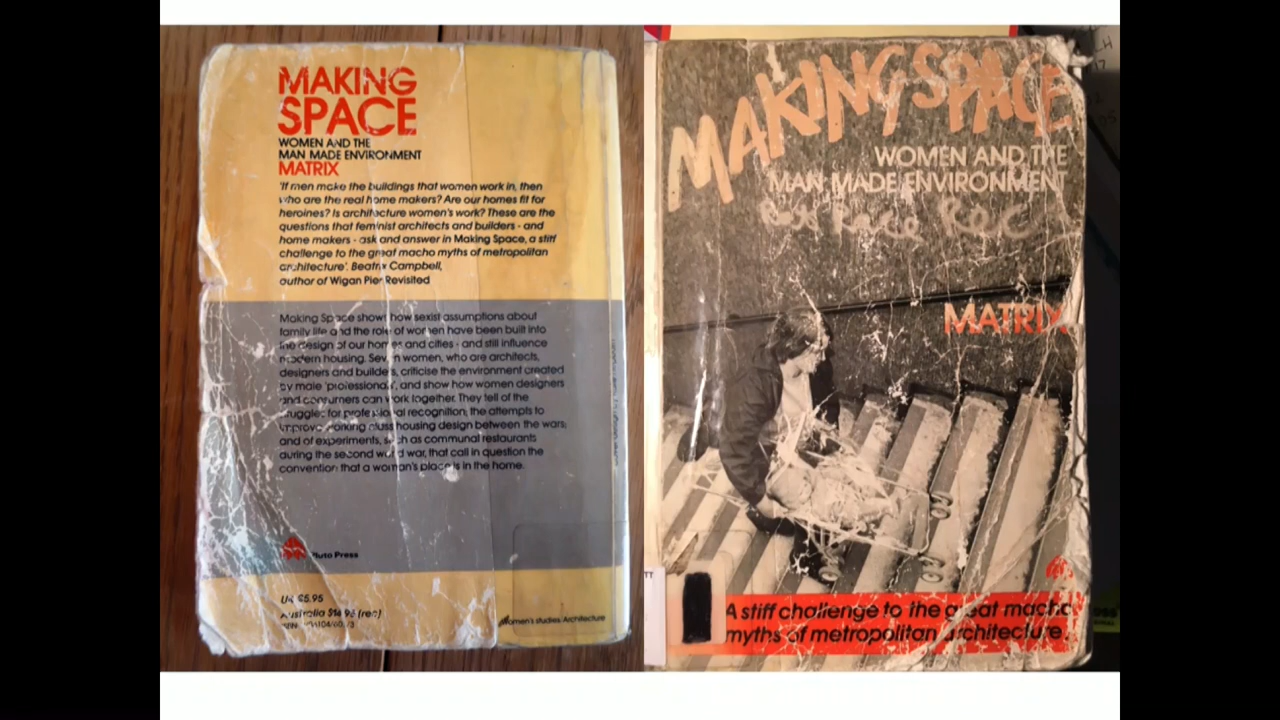 MAKING
SPACE
WOMEN AND THE
MAN MADE ENVIRONMENT
MATRIX
'If men make the buildings that women work in, then
who are the real home makers? Are our homes fit for
heroines? Is architecture women's work? These are the
questions that feminist architects and builders - and
home makers - ask and answer in Making Space, a stiff
challenge to the great macho myths of metropolitan
architecture'. Beatrix Campbell,
author of Wigan Pier Revisited
Making Space shows how sexist assumptions about
family life and the role of women have been built into
the design of our homes and cities - and still influence
modern housing. Seven women, who are architects,
designers and builders, criticise the environment created
by male 'professionals', and show how women designers
and consumers can work together. They tell of the
struggles for professional recognition, the attempts to
improve working class housing design between the wars,
and of experiments, such as communal restaurants
during the second world war, that call in question the
convention that a woman's place is in the home.
Pluto Press
UK £5.95
Australia $14.95 (rec)
Women's studies/Architecture
MAKING SPACE
WOMEN AND THE
MAN MADE ENVIRONMENT
MATRIX
TT
A stiff challenge to the great macho
myths of metropolitan architecture